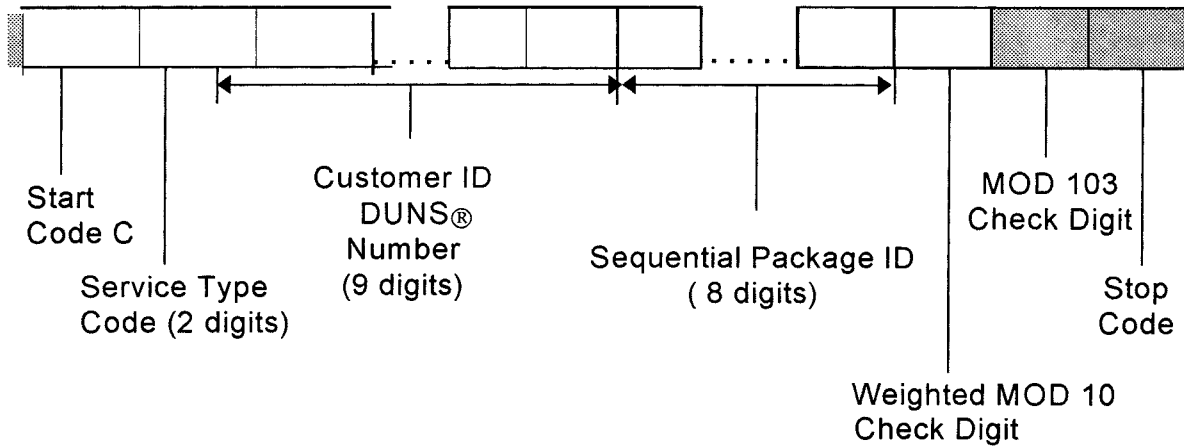 Start
Code C
Service Type
Code (2 digits)
Customer ID
DUNS®
Number
(9 digits)
Sequential Package ID
( 8 digits)
Weighted MOD 10
Check Digit
MOD 103
Check Digit
Stop
Code